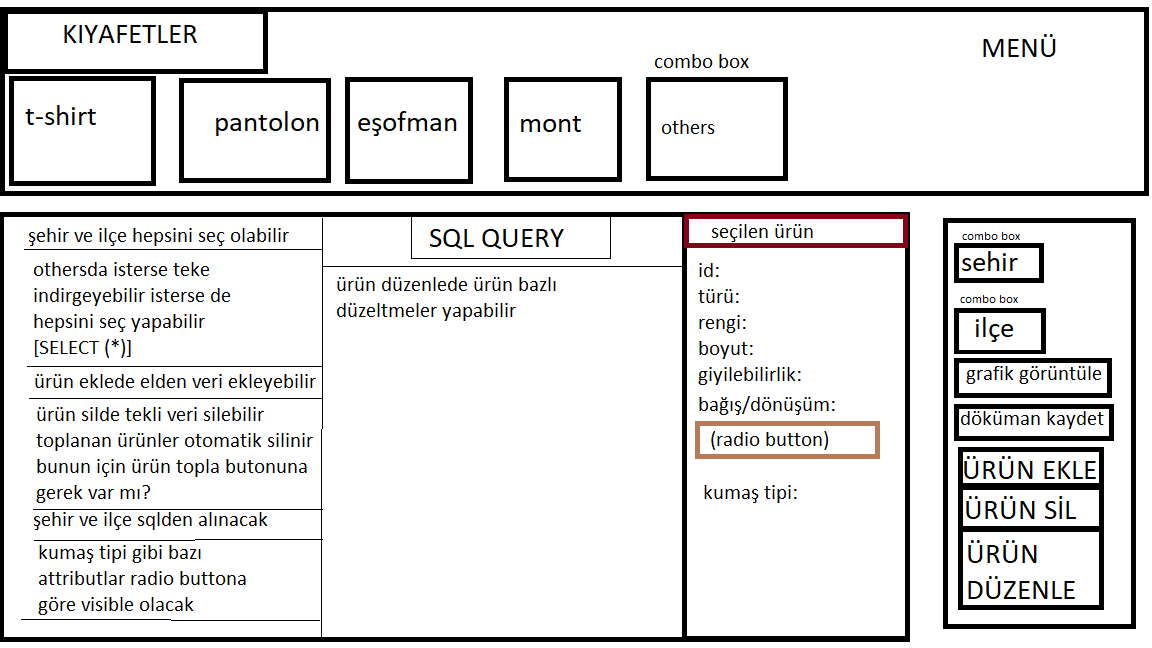 KIYAFETLER
MENÜ
combo box
t-shirt
pantolon
eşofman
mont
others
şehir ve ilçe hepsini seç olabilir
othersda isterse teke
indirgeyebilir isterse de
hepsini seç yapabilir
[SELECT (*)]
ürün eklede elden veri ekleyebilir
ürün silde tekli veri silebilir
toplanan ürünler otomatik silinir
bunun için ürün topla butonuna
gerek var mı?
şehir ve ilçe sqlden alınacak
kumaş tipi gibi bazı
attributlar radio buttona
göre visible olacak
SQL QUERY
ürün düzenlede ürün bazlı
düzeltmeler yapabilir
seçilen ürün
id:
türü:
rengi:
boyut:
giyilebilirlik:
bağış/dönüşüm:
(radio button)
kumaş tipi:
combo box
sehir
combo box
ilçe
grafik görüntüle
döküman kaydet
ÜRÜN EKLE
ÜRÜN SİL
ÜRÜN
DÜZENLE